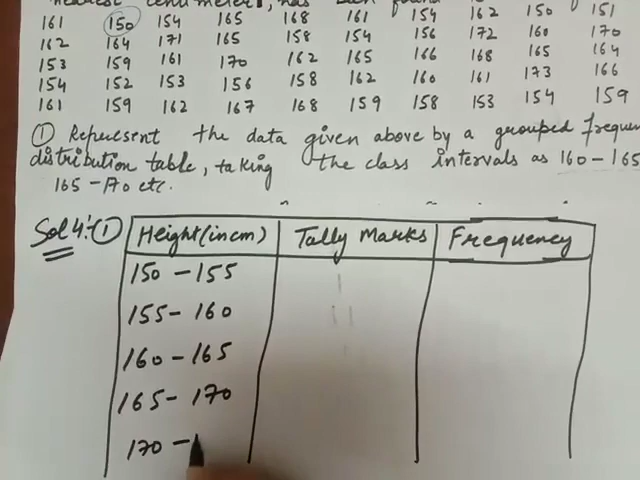 161 150 154 165 168 161 154 162 150 151
162 164 171 165 158 154 156 172 160 170
153 159 161 170 162 165 166 168 165 164
154 152 153 156 158 162 160 161 173 166
161 159 162 167 168 159 158 153 154 159
① Represent the data given above by a grouped frequen
distribution table, taking the class intervals as 160-165
165-170 etc.
Sol 4:① Height(in cm) Tally Marks Frequency
150-155
155-160
160-165
165-170
170-